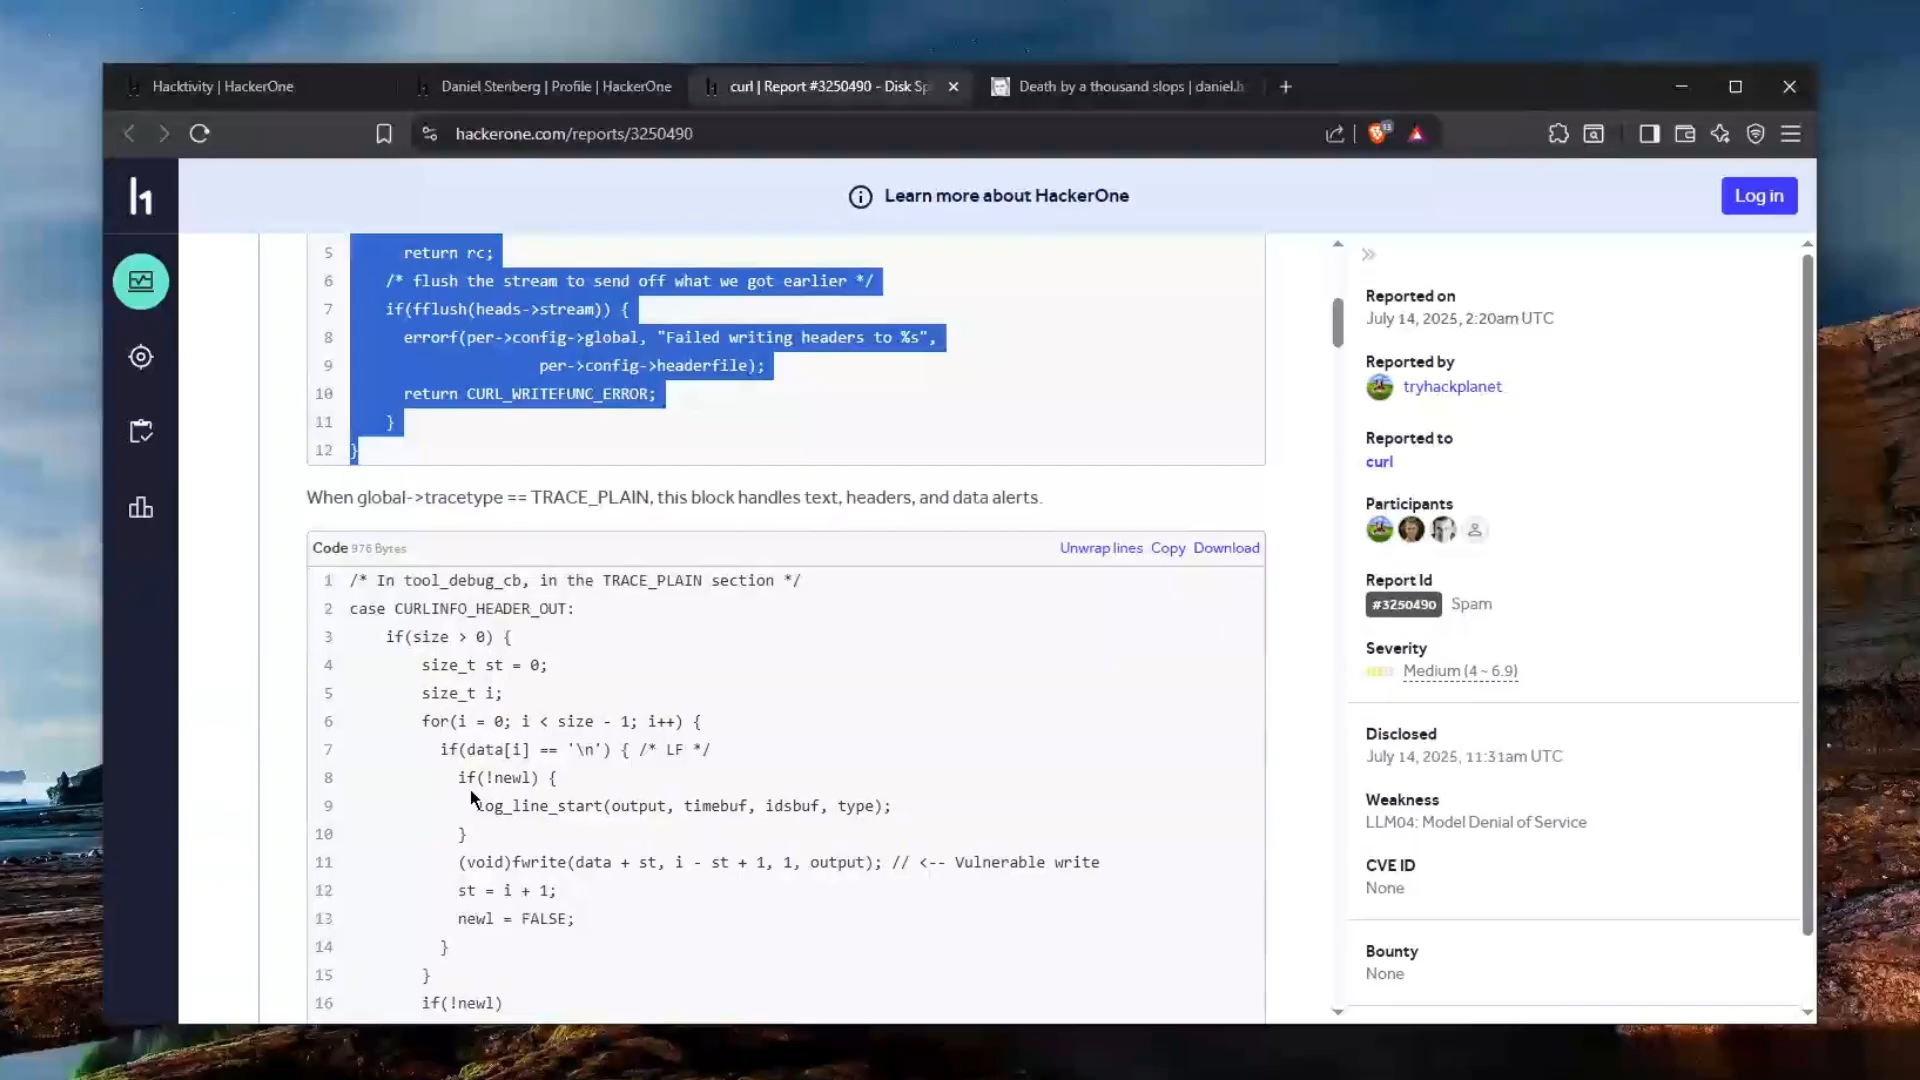 Hacktivity | HackerOne
Daniel Stenberg | Profile | HackerOne
curl | Report #3250490 - Disk Sp
Death by a thousand slops | daniel.h
hackerone.com/reports/3250490
Learn more about HackerOne
Log in
5 return rc;
6 /* flush the stream to send off what we got earlier */
7 if(fflush(heads->stream)) {
8 errorf(per->config->global, "Failed writing headers to %s",
9 per->config->headerfile);
10 return CURL_WRITEFUNC_ERROR;
11 }
12 }
When global->tracetype == TRACE_PLAIN, this block handles text, headers, and data alerts.
Code 976 Bytes
Unwrap lines Copy Download
1 /* In tool_debug_cb, in the TRACE_PLAIN section */
2 case CURLINFO_HEADER_OUT:
3 if(size > 0) {
4 size_t st = 0;
5 size_t i;
6 for(i = 0; i < size - 1; i++) {
7 if(data[i] == '\n') { /* LF */
8 if(!newl) {
9 log_line_start(output, timebuf, idsbuf, type);
10 }
11 (void)fwrite(data + st, i - st + 1, 1, output); // <-- Vulnerable write
12 st = i + 1;
13 newl = FALSE;
14 }
15 }
16 if(!newl)
Reported on
July 14, 2025, 2:20am UTC
Reported by
tryhackplanet
Reported to
curl
Participants
Report Id
#3250490 Spam
Severity
Medium (4 ~ 6.9)
Disclosed
July 14, 2025, 11:31am UTC
Weakness
LLM04: Model Denial of Service
CVE ID
None
Bounty
None